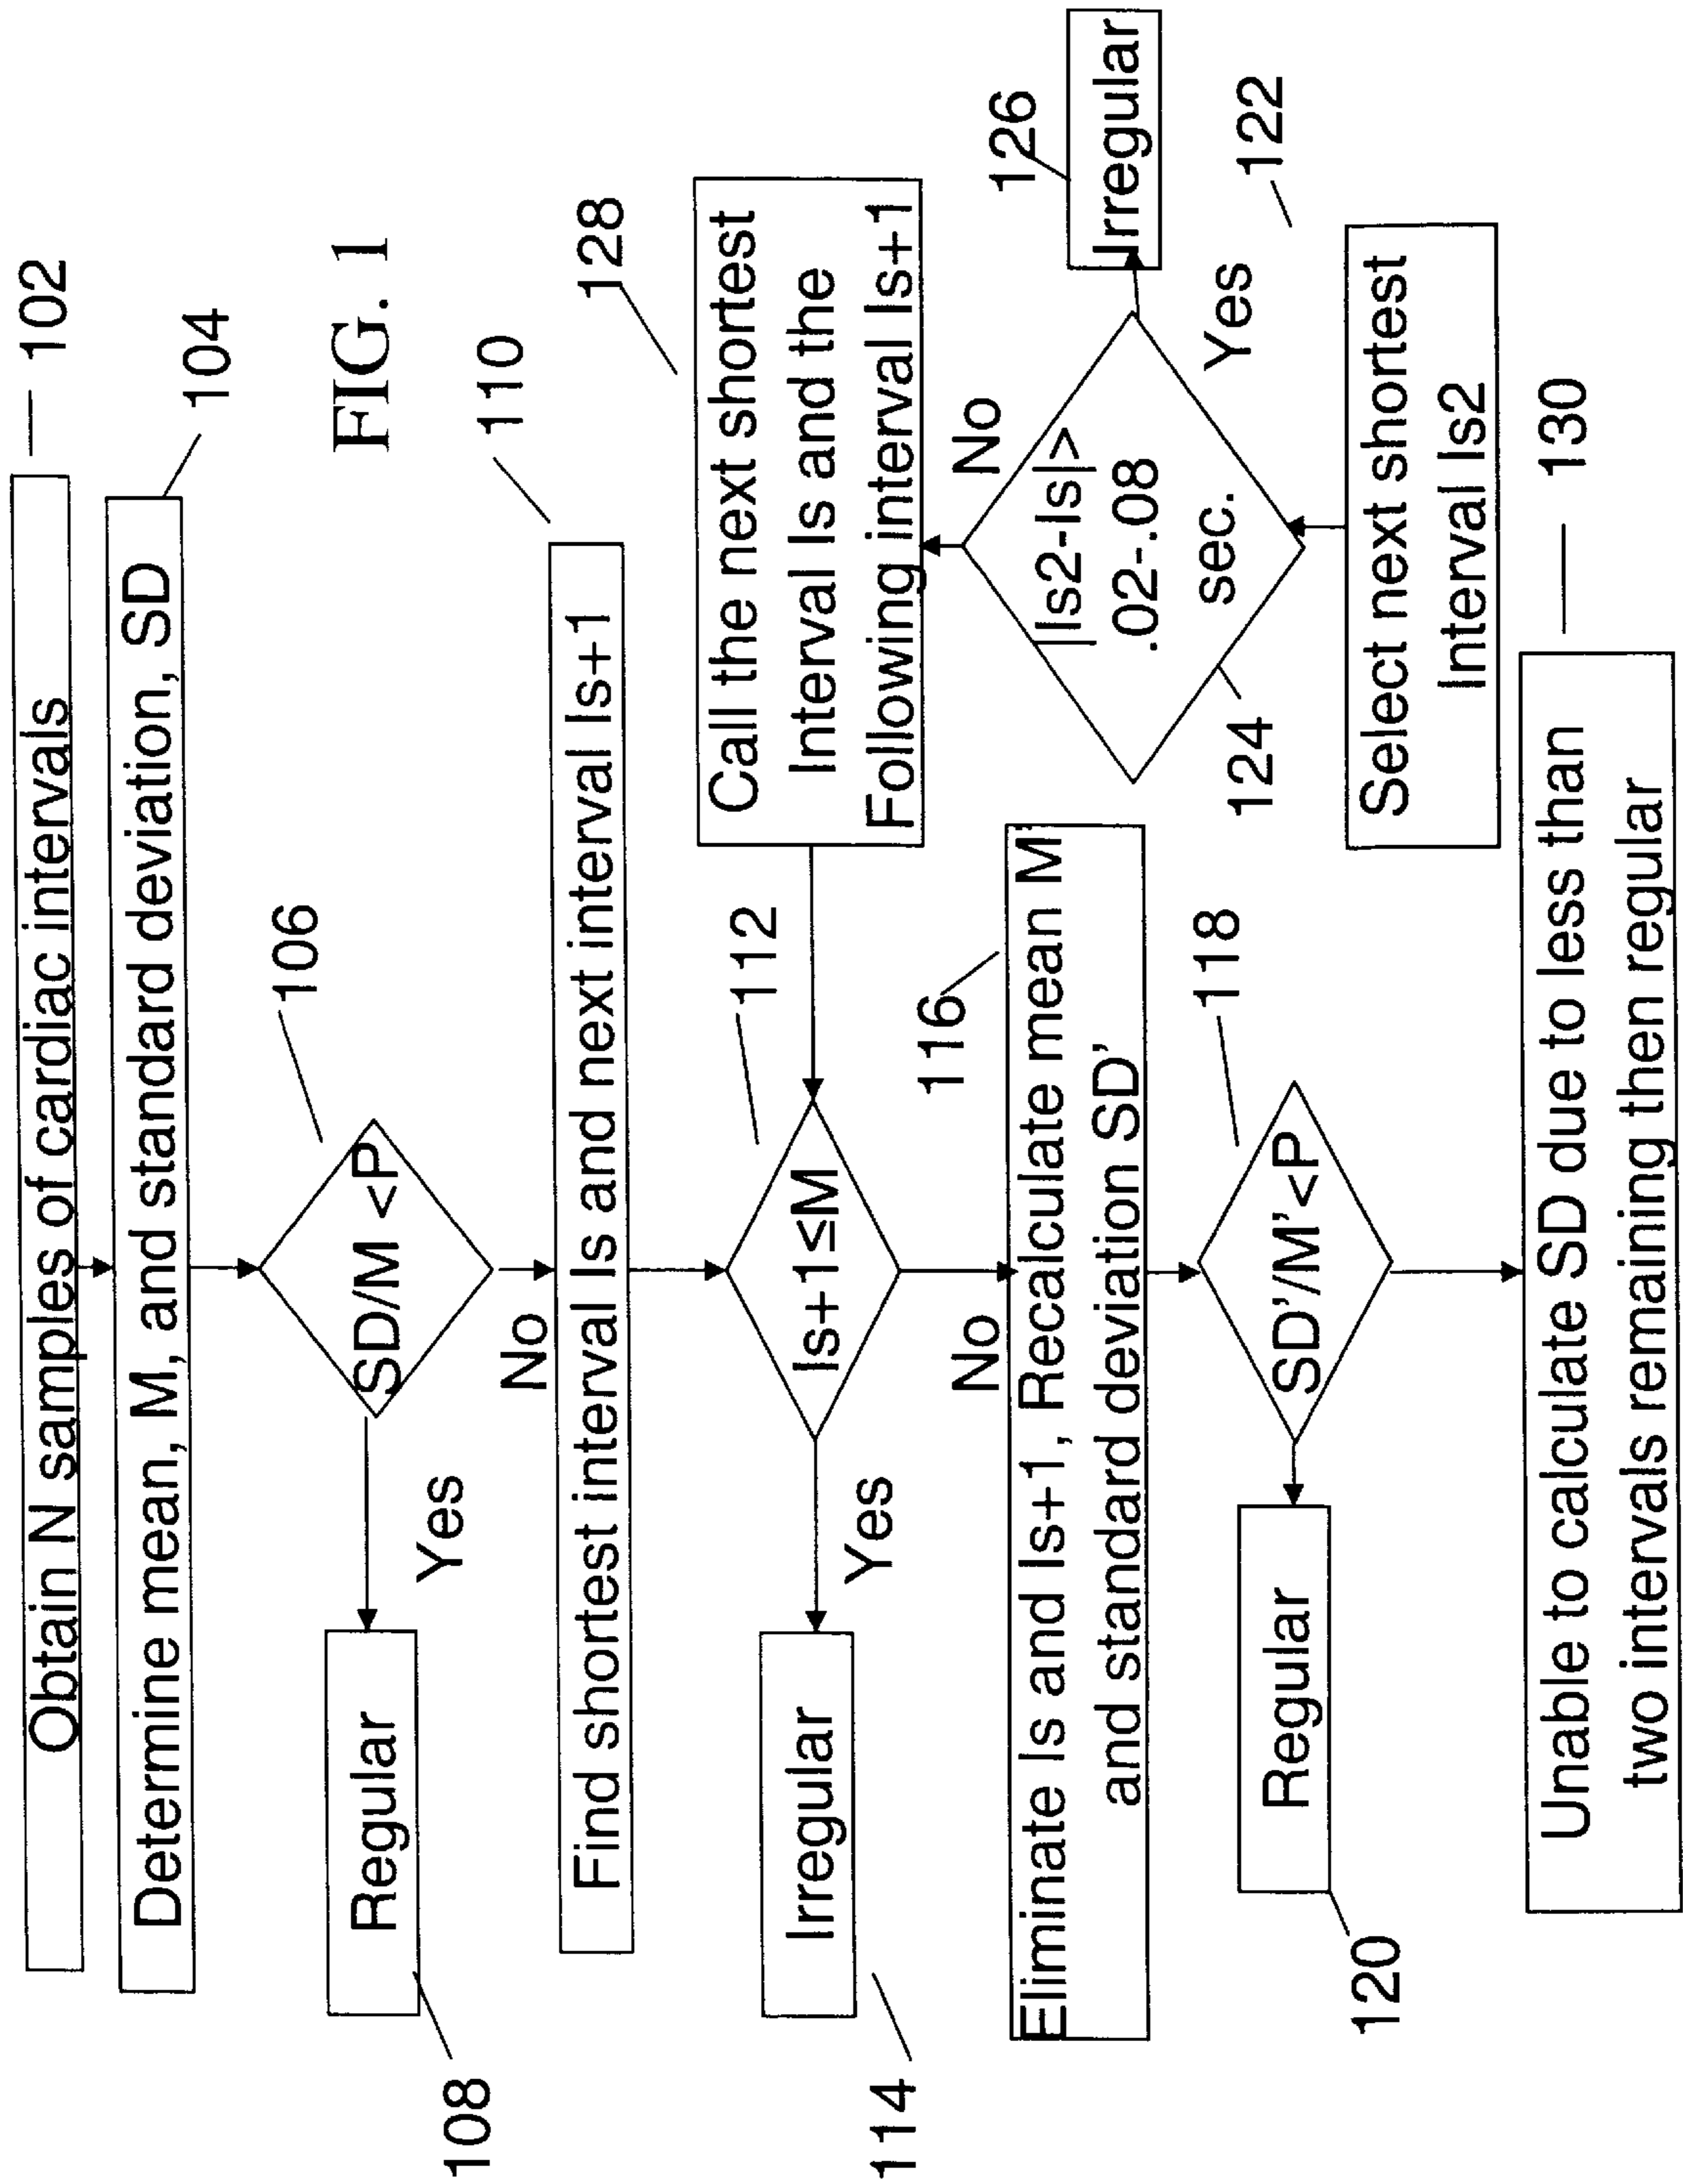 Obtain N samples of cardiac intervals
102
Determine mean, M, and standard deviation, SD
104
FIG. 1
106
SD/M <P
Yes
Regular
108
No
110
Find shortest interval Is and next interval Is+1
128
Call the next shortest
Interval Is and the
Following interval Is+1
112
Is+1≤M
Yes
Irregular
114
No
116
Eliminate Is and Is+1, Recalculate mean M'
and standard deviation SD'
118
SD'/M'<P
Regular
120
No
|Is2-Is|>
.02-.08
sec.
124
Yes
126
Irregular
122
Select next shortest
Interval Is2
130
Unable to calculate SD due to less than
two intervals remaining then regular